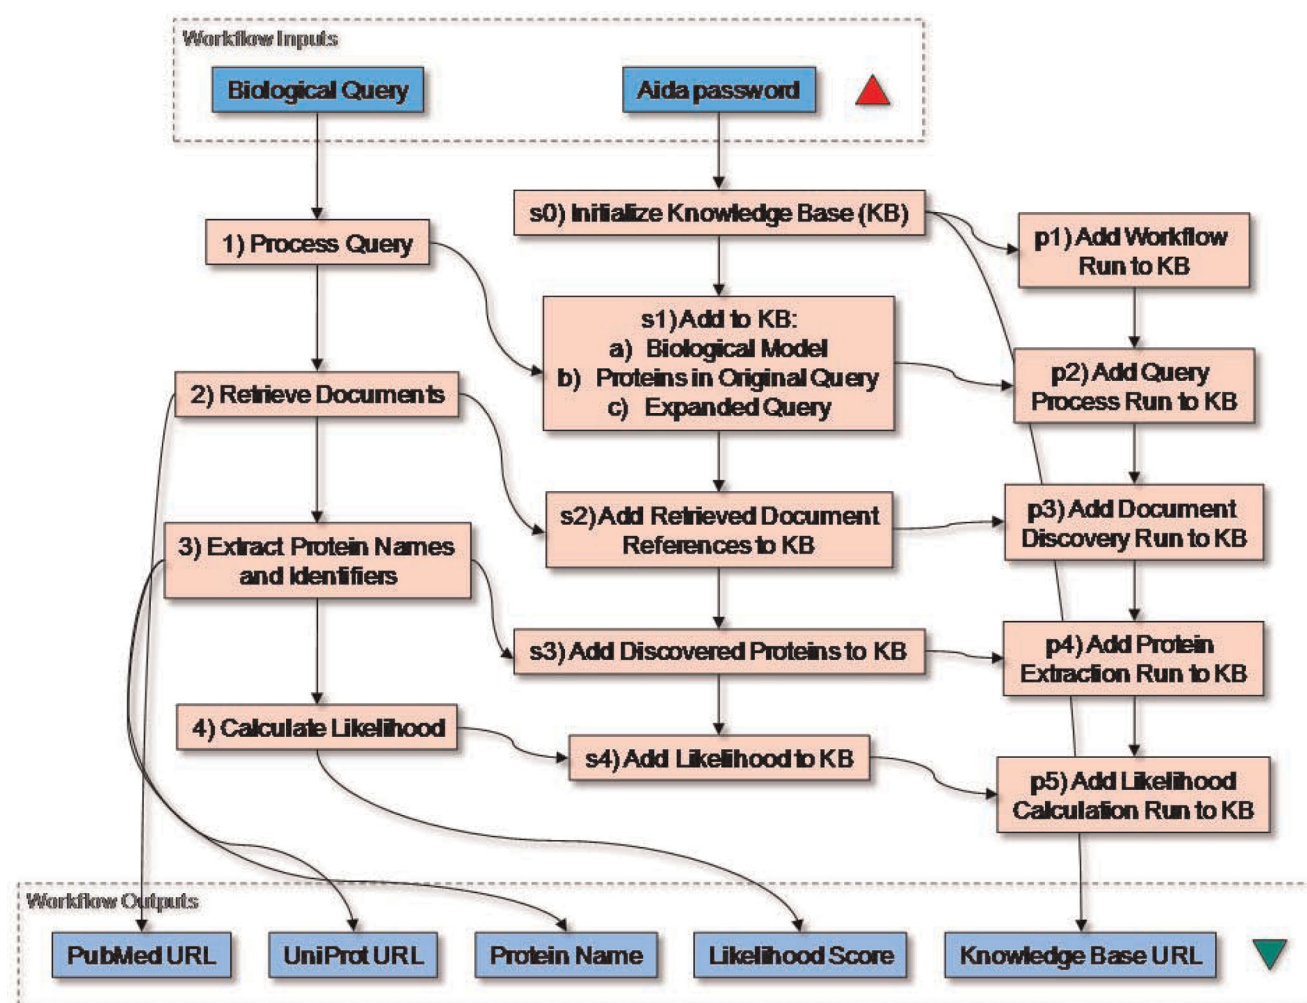 Workflow Inputs
Biological Query
Aida password
s0) Initialize Knowledge Base (KB)
1) Process Query
p1) Add Workflow
Run to KB
s1) Add to KB:
a) Biological Model
b) Proteins in Original Query
c) Expanded Query
2) Retrieve Documents
p2) Add Query
Process Run to KB
s2) Add Retrieved Document
References to KB
p3) Add Document
Discovery Run to KB
3) Extract Protein Names
and Identifiers
s3) Add Discovered Proteins to KB
p4) Add Protein
Extraction Run to KB
4) Calculate Likelihood
s4) Add Likelihood to KB
p5) Add Likelihood
Calculation Run to KB
Workflow Outputs
PubMed URL
UniProt URL
Protein Name
Likelihood Score
Knowledge Base URL